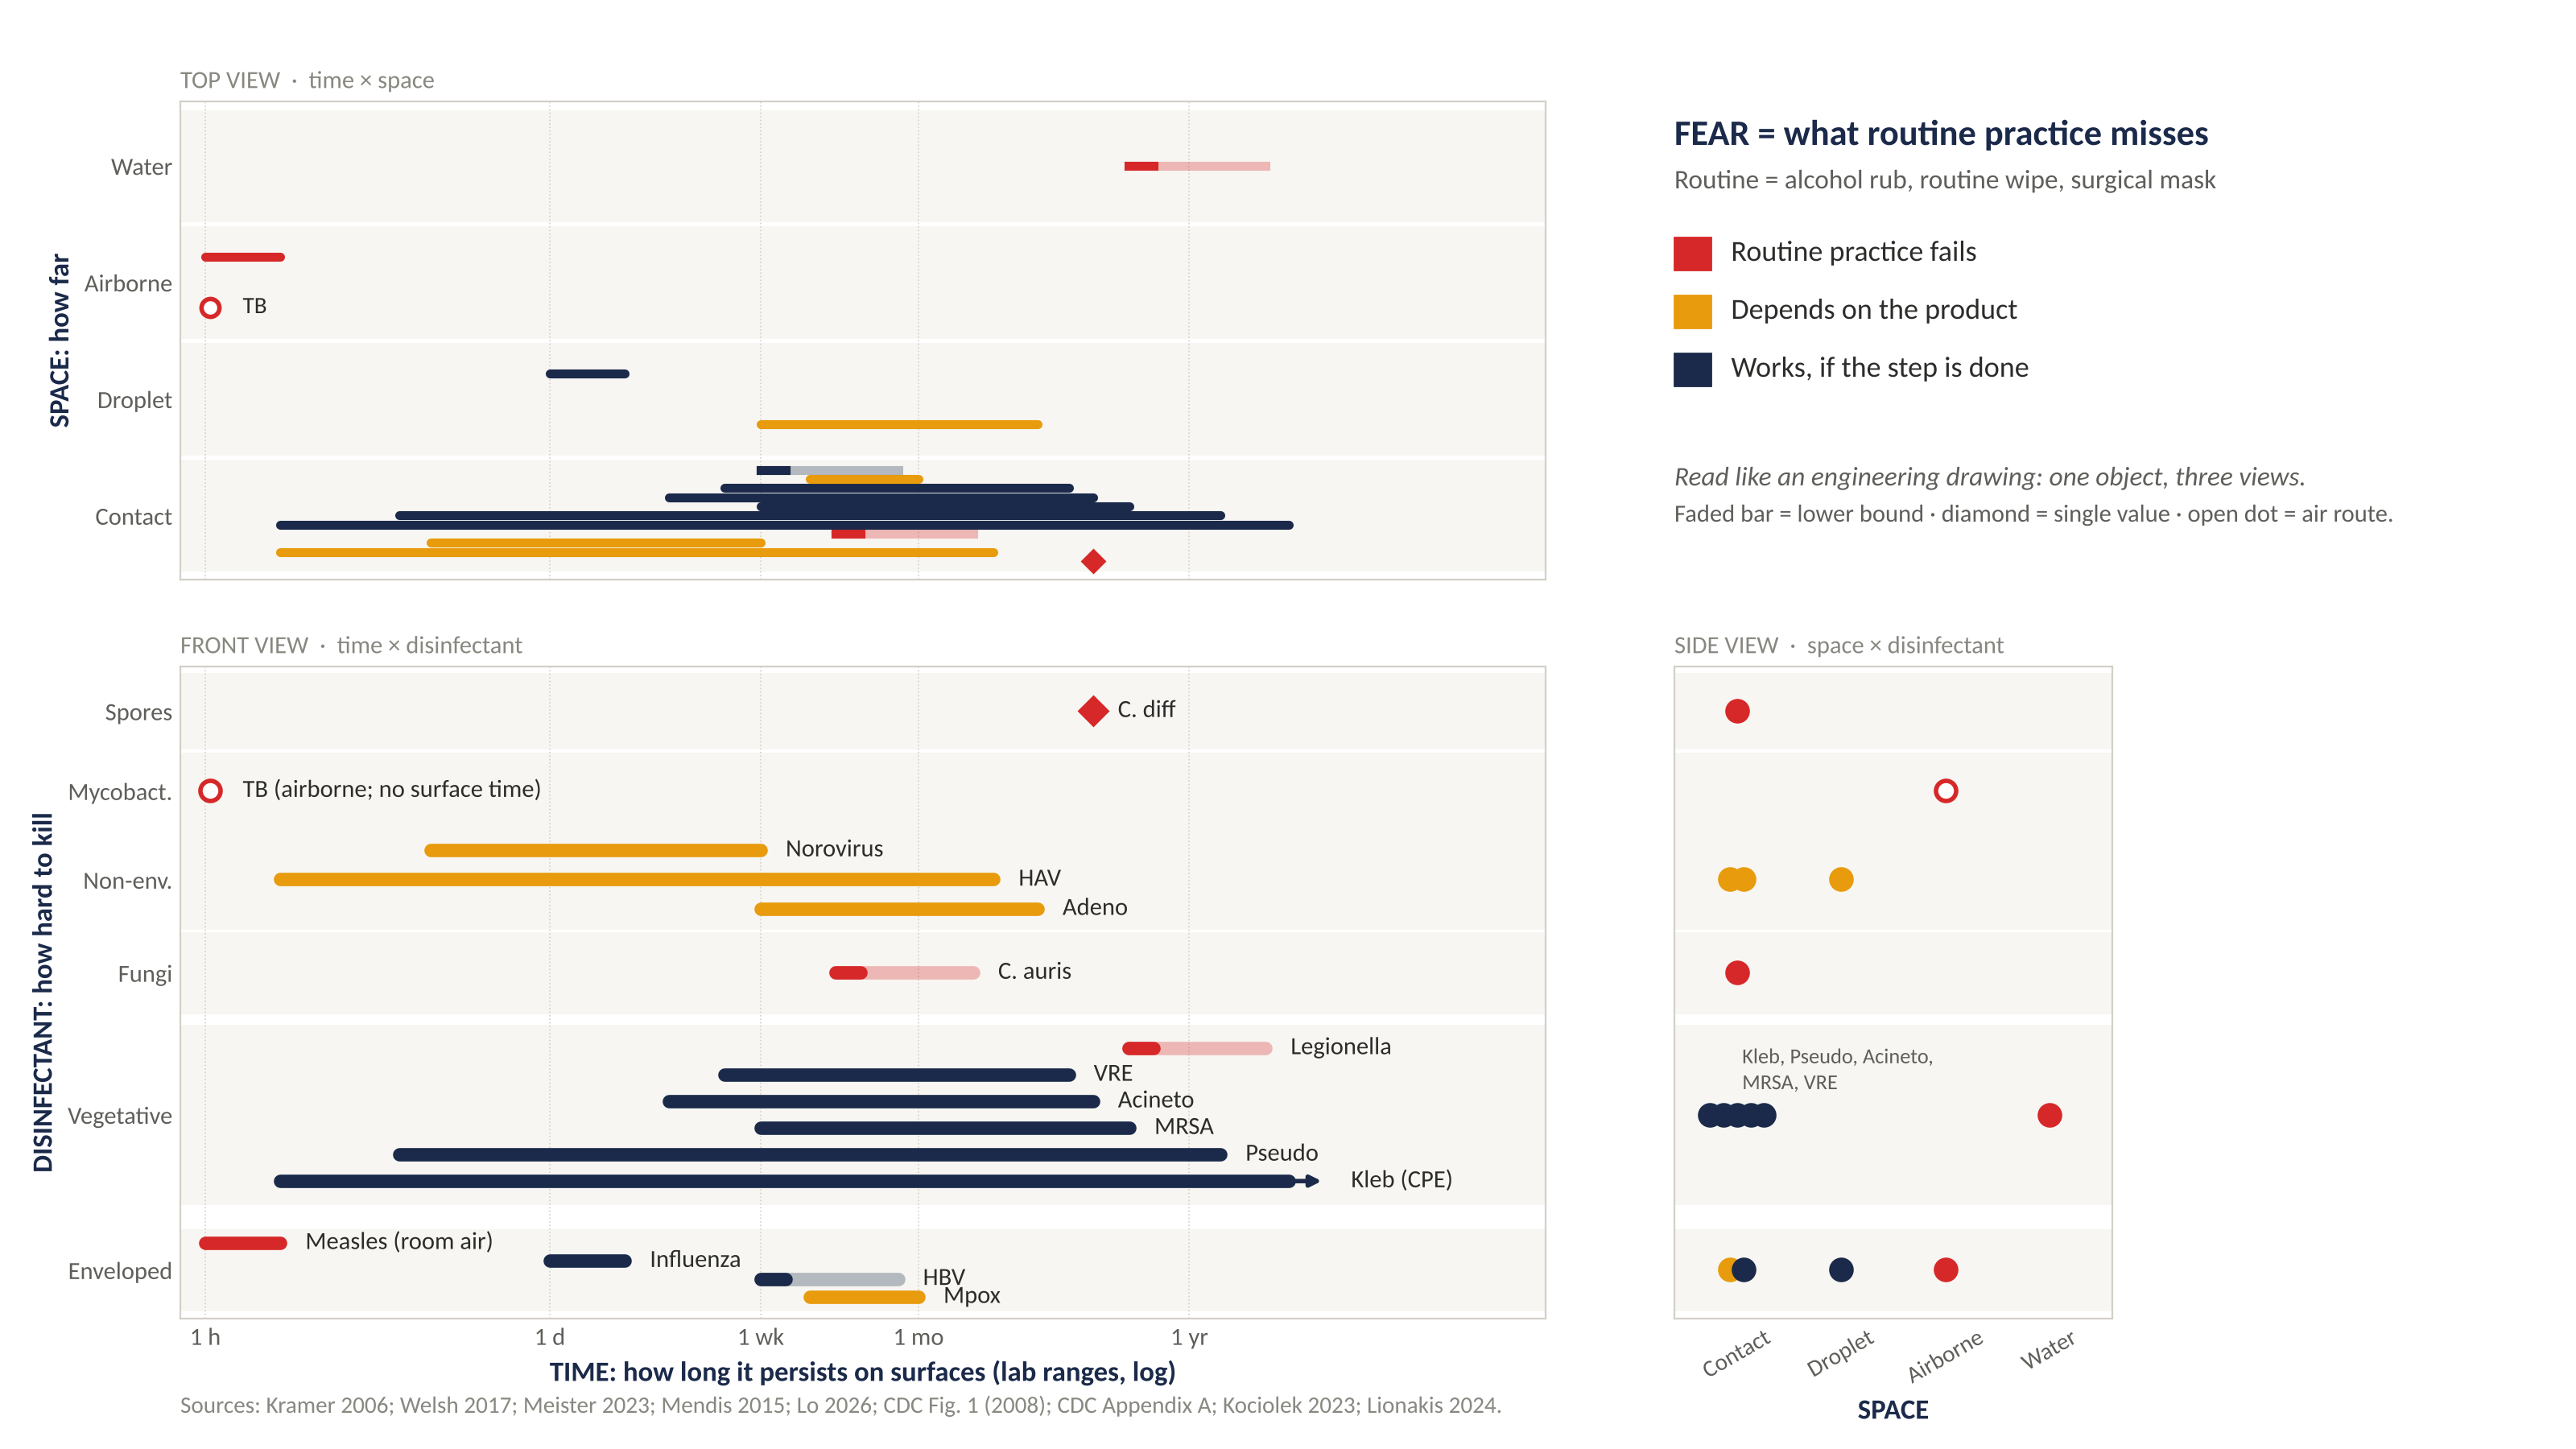 TOP VIEW · time × space
SPACE: how far
Water
Airborne
TB
Droplet
Contact
FEAR = what routine practice misses
Routine = alcohol rub, routine wipe, surgical mask
Routine practice fails
Depends on the product
Works, if the step is done
Read like an engineering drawing: one object, three views.
Faded bar = lower bound · diamond = single value · open dot = air route.
FRONT VIEW · time × disinfectant
DISINFECTANT: how hard to kill
Spores
C. diff
Mycobact.
TB (airborne; no surface time)
Norovirus
Non-env.
HAV
Adeno
Fungi
C. auris
Legionella
VRE
Acineto
Vegetative
MRSA
Pseudo
Kleb (CPE)
Measles (room air)
Influenza
Enveloped
HBV
Mpox
1 h
1 d
1 wk
1 mo
1 yr
TIME: how long it persists on surfaces (lab ranges, log)
Sources: Kramer 2006; Welsh 2017; Meister 2023; Mendis 2015; Lo 2026; CDC Fig. 1 (2008); CDC Appendix A; Kociolek 2023; Lionakis 2024.
SIDE VIEW · space × disinfectant
Kleb, Pseudo, Acineto,
MRSA, VRE
Contact
Droplet
Airborne
Water
SPACE